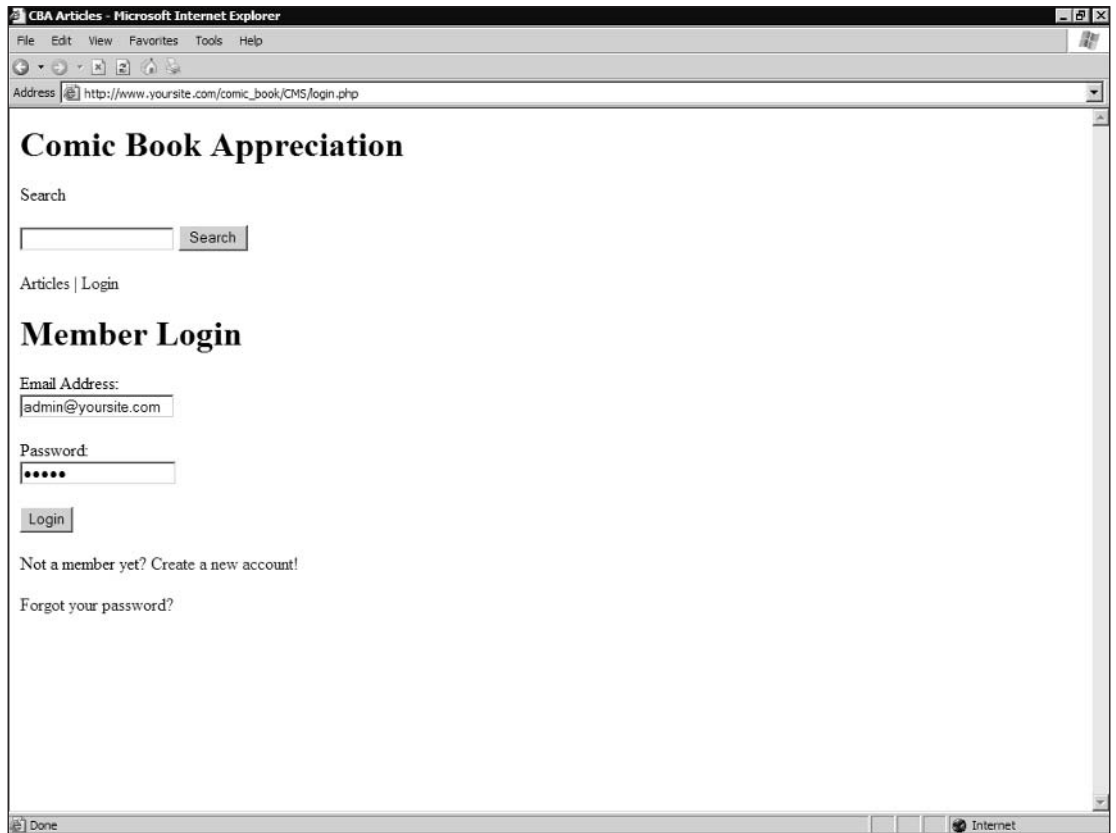 CBA Articles - Microsoft Internet Explorer
File Edit View Favorites Tools Help
Address http://www.yoursite.com/comic_book/CMS/login.php
Comic Book Appreciation
Search
Search
Articles | Login
Member Login
Email Address:
admin@yoursite.com
Password:
•••••
Login
Not a member yet? Create a new account!
Forgot your password?
Done Internet